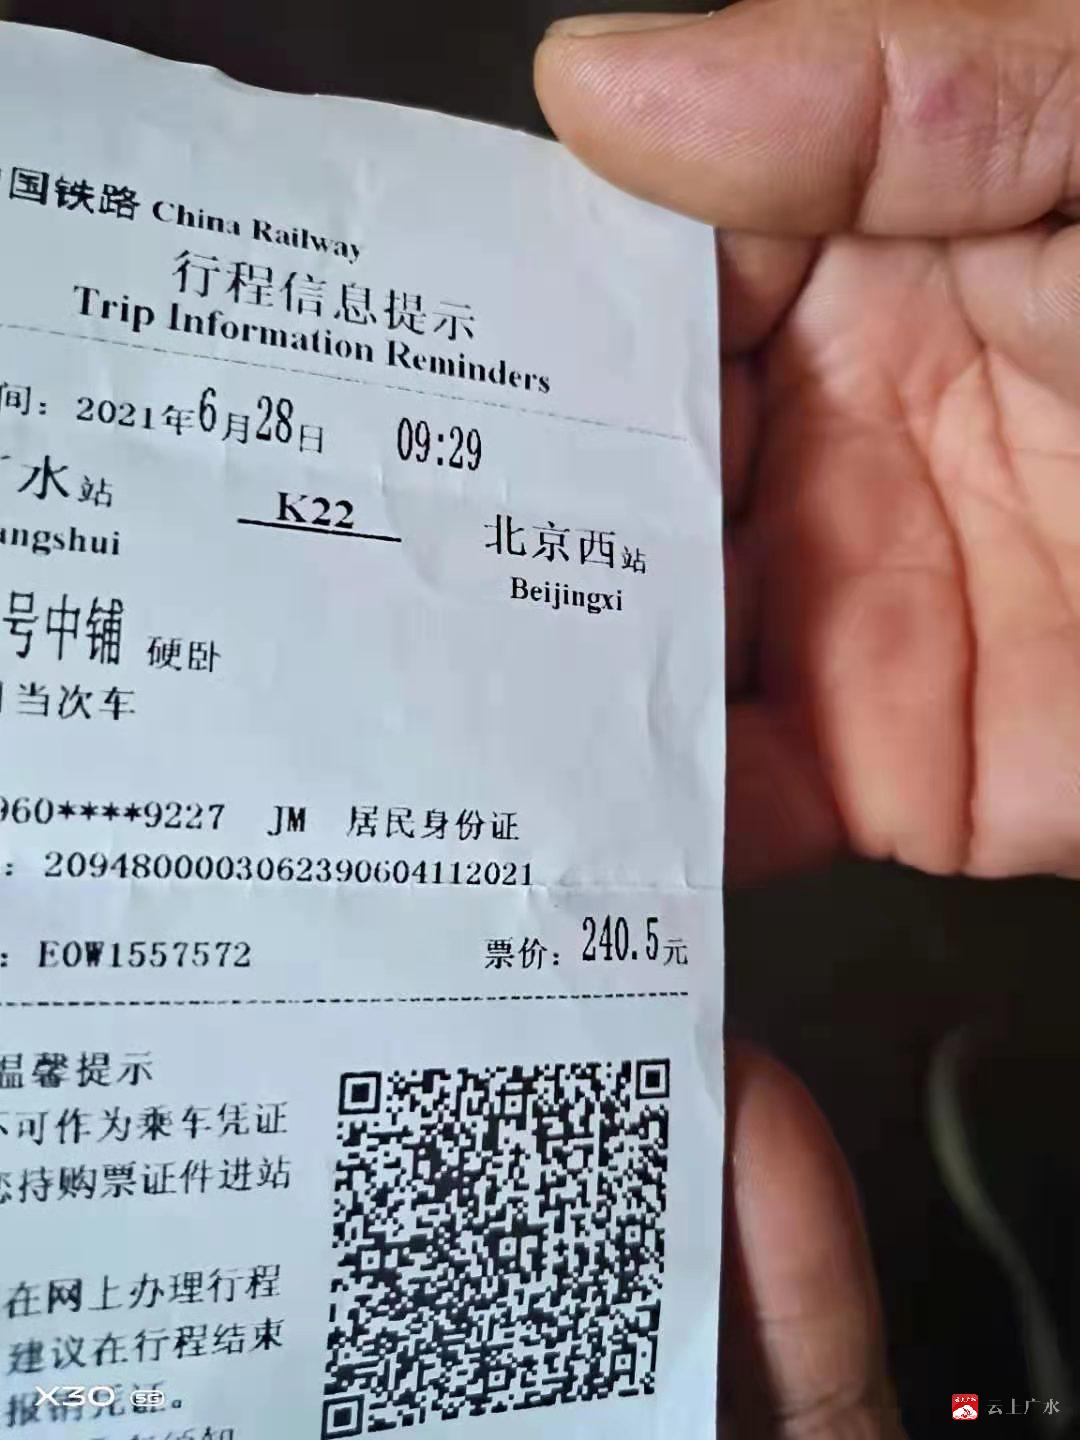 国铁路 China Railway
行程信息提示
Trip Information Reminders
间：2021年6月28日 09:29
水站 K22 北京西站
angshui Beijingxi
号中铺 硬卧
当次车
960****9227 JM 居民身份证
：2094800003062390604112021
：E0W1557572 票价：240.5元
温馨提示
不可作为乘车凭证
您持购票证件进站
在网上办理行程
建议在行程结束
报销凭证。
X30 5G
云上广水